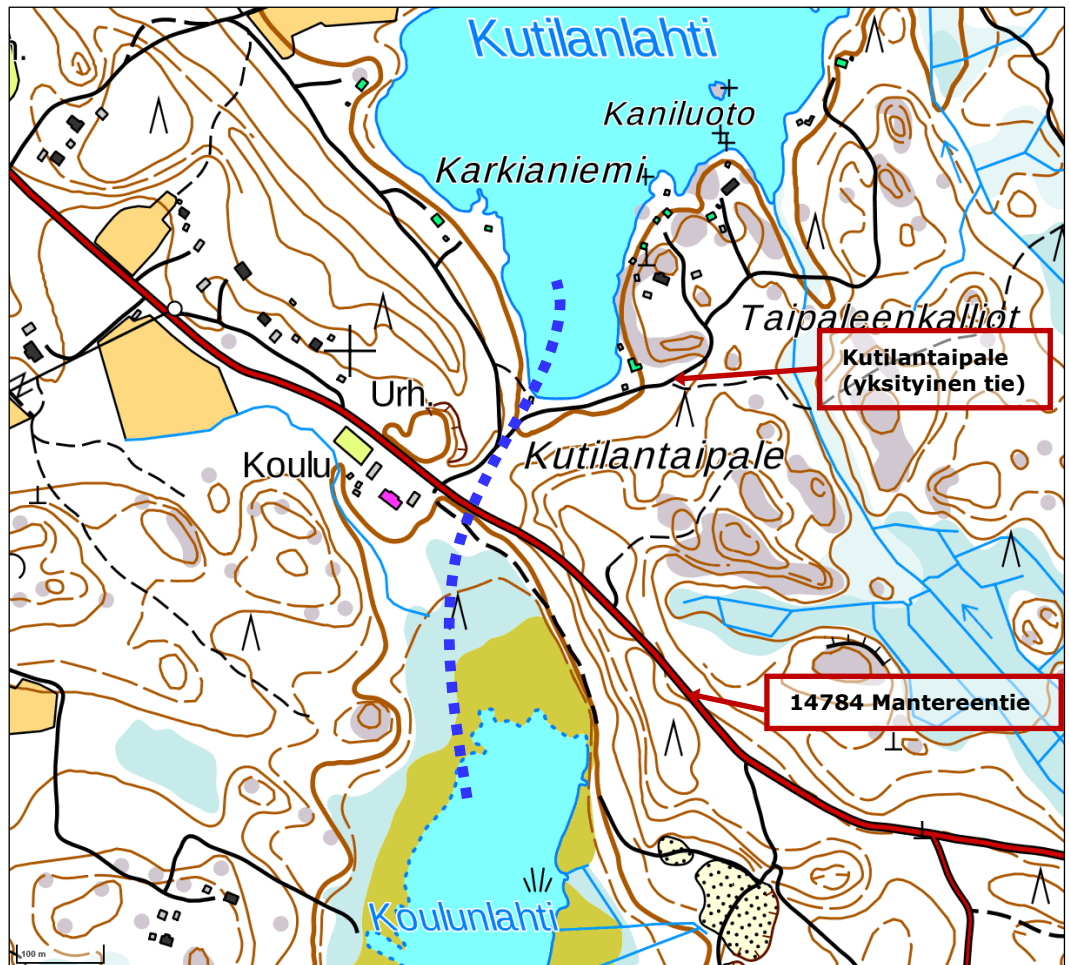 Kutilanlahti
Kaniluoto
Karkianiemi
Taipaleenkalliot
Kutilantaipale
(yksityinen tie)
Urh.
Kutilantaipale
Koulu
14784 Mantereentie
Koulunlahti
100 m